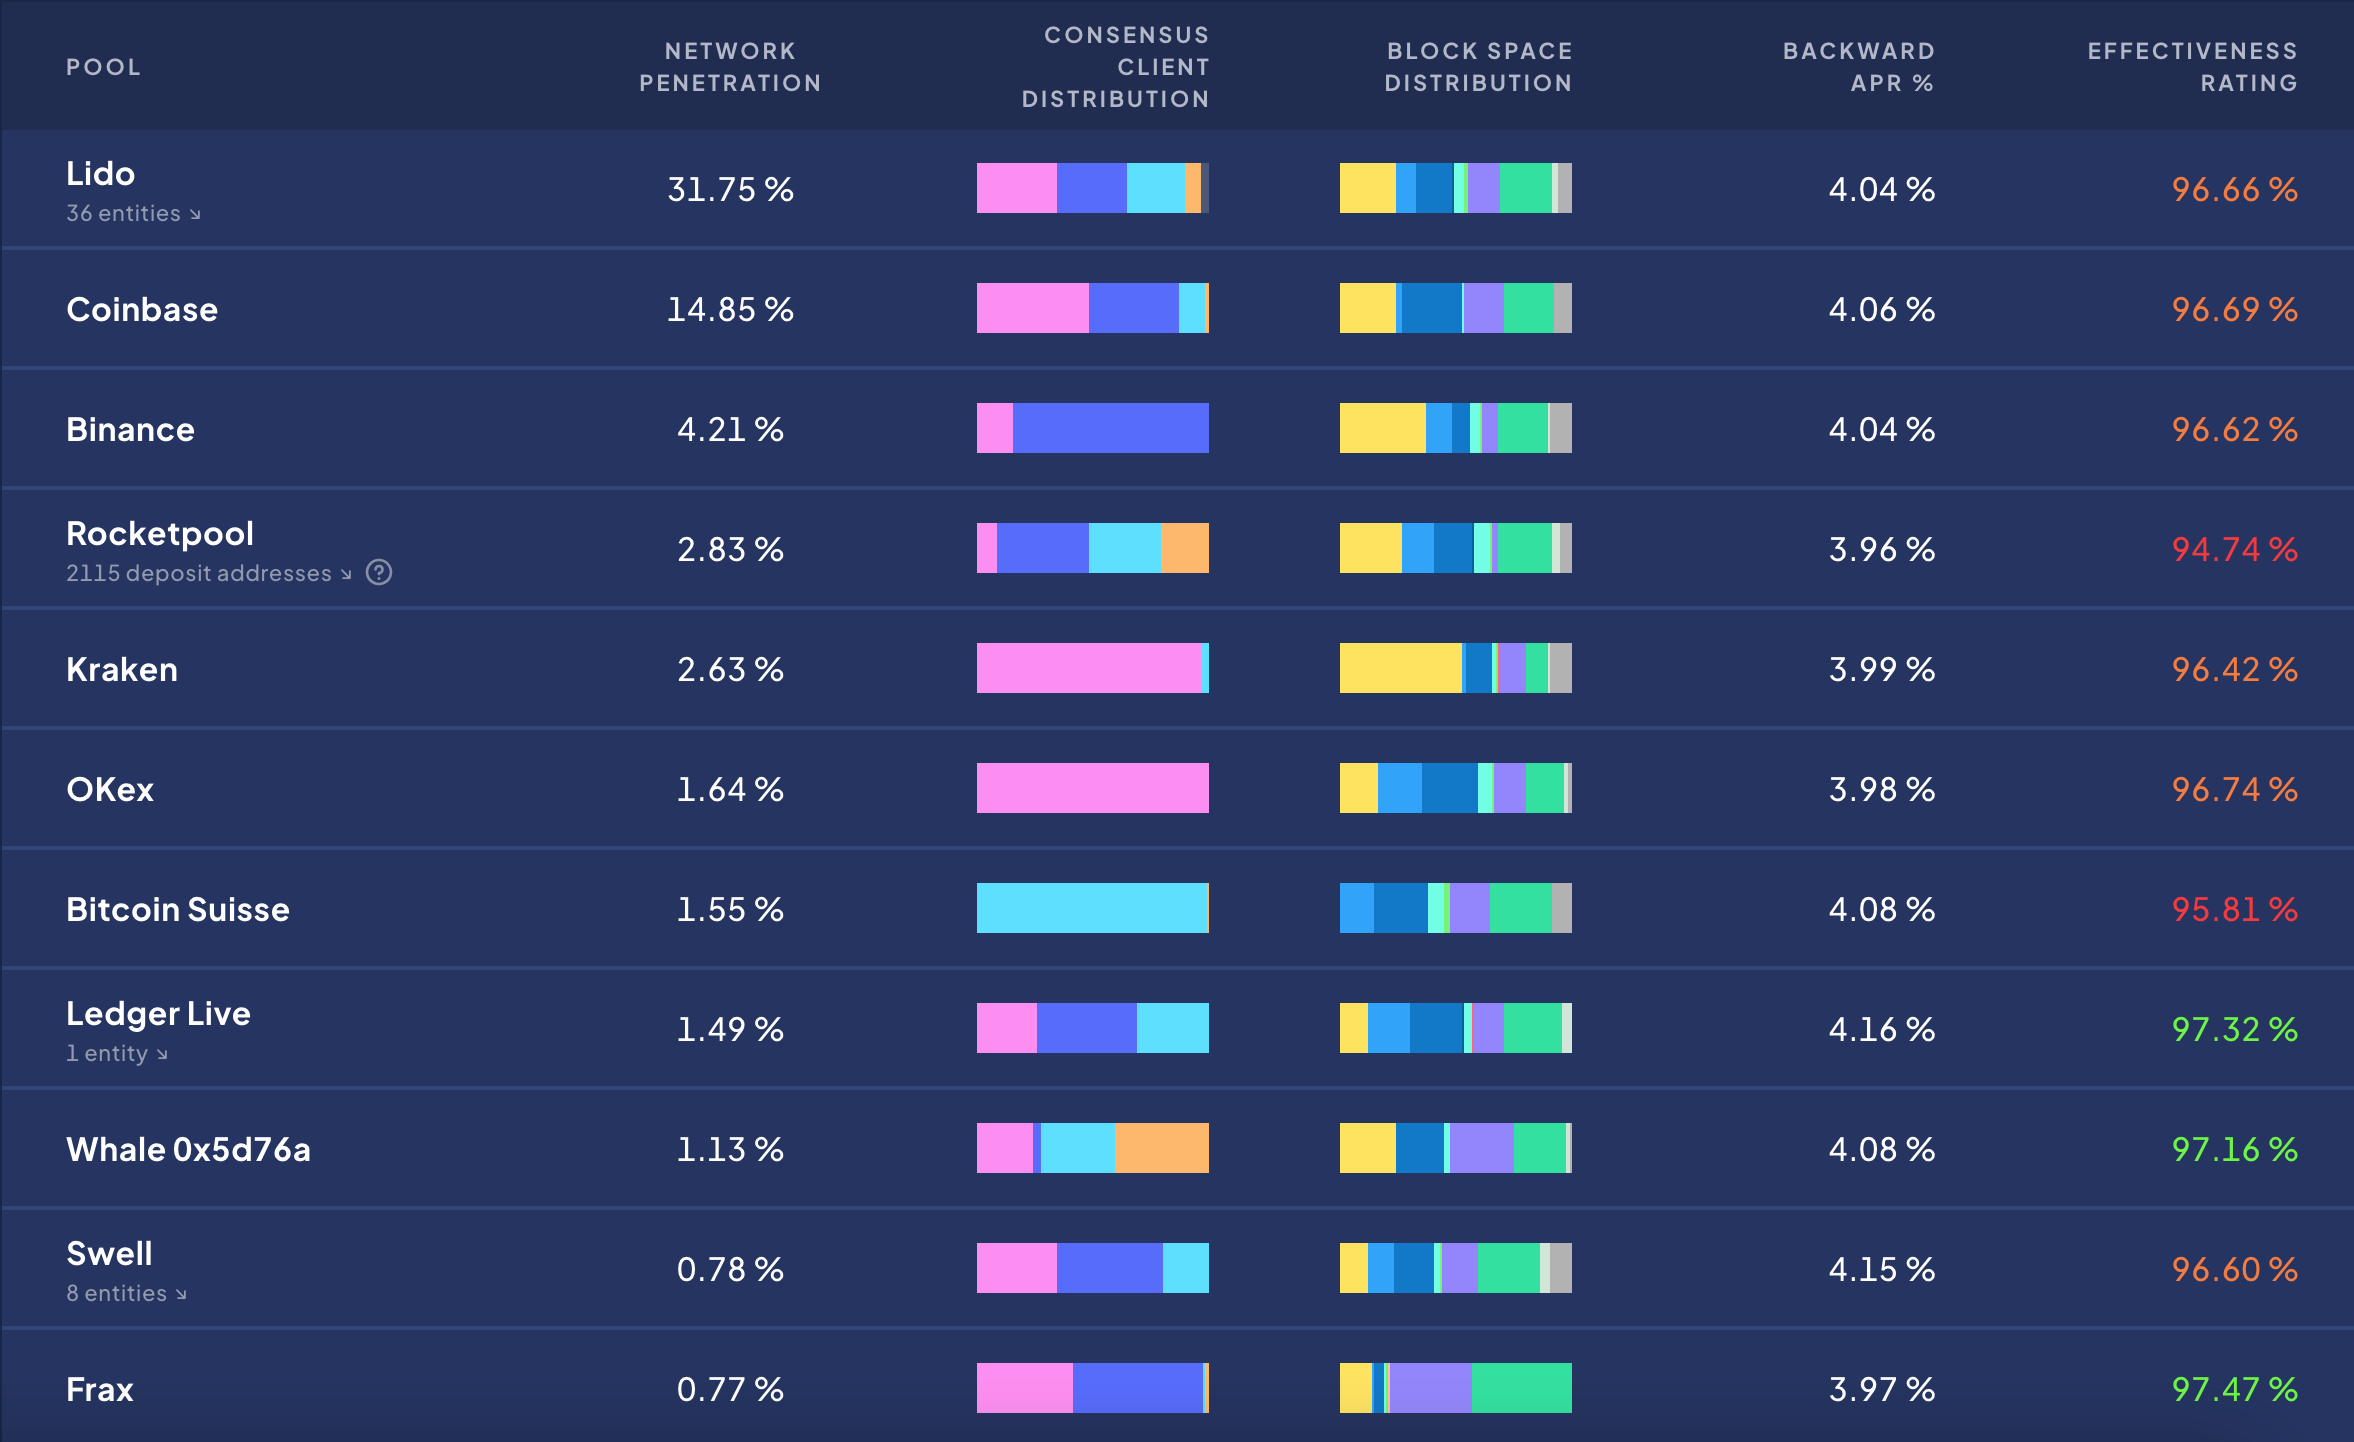 POOL
NETWORK
PENETRATION
CONSENSUS
CLIENT
DISTRIBUTION
BLOCK SPACE
DISTRIBUTION
BACKWARD
APR %
EFFECTIVENESS
RATING
Lido
36 entities ↘
31.75 %
4.04 %
96.66 %
Coinbase
14.85 %
4.06 %
96.69 %
Binance
4.21 %
4.04 %
96.62 %
Rocketpool
2115 deposit addresses ↘ ?
2.83 %
3.96 %
94.74 %
Kraken
2.63 %
3.99 %
96.42 %
OKex
1.64 %
3.98 %
96.74 %
Bitcoin Suisse
1.55 %
4.08 %
95.81 %
Ledger Live
1 entity ↘
1.49 %
4.16 %
97.32 %
Whale 0x5d76a
1.13 %
4.08 %
97.16 %
Swell
8 entities ↘
0.78 %
4.15 %
96.60 %
Frax
0.77 %
3.97 %
97.47 %